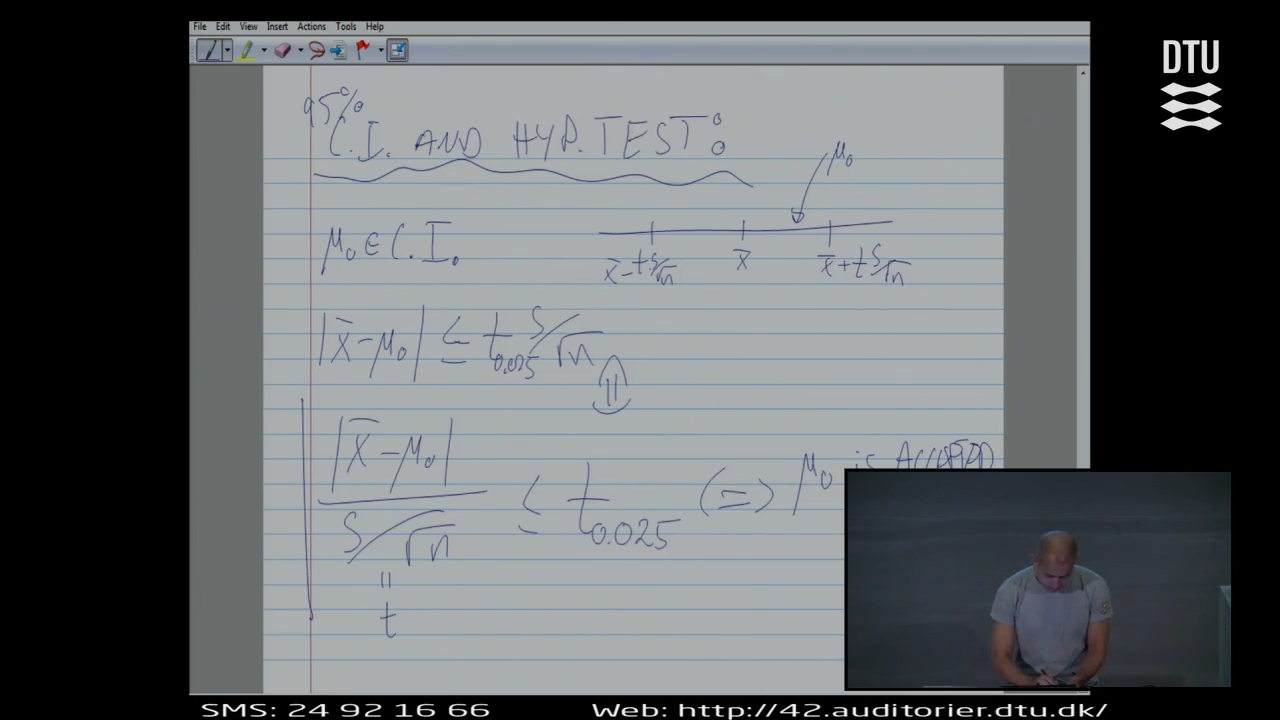 File Edit View Insert Actions Tools Help
DTU
95%
C.I. AND HYP. TEST:
μ₀
μ₀ ∈ C.I.
x̄ - t s/√n x̄ x̄ + t s/√n
|x̄ - μ₀| ≤ t₀.₀₂₅ s/√n
⇕
|x̄ - μ₀|
s/√n
≤ t₀.₀₂₅ ⇔ μ₀ is ACCEPTED
॥
t
SMS: 24 92 16 66 Web: http://42.auditorier.dtu.dk/